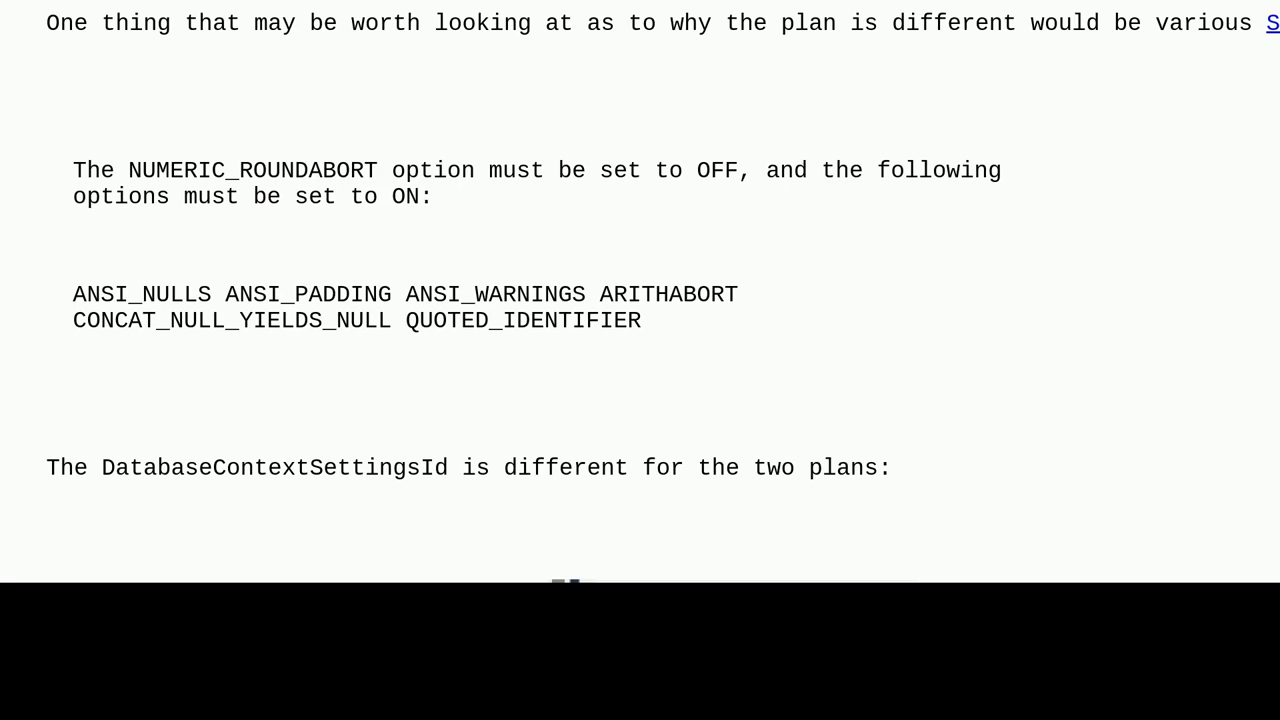 One thing that may be worth looking at as to why the plan is different would be various
The NUMERIC_ROUNDABORT option must be set to OFF, and the following
options must be set to ON:
ANSI_NULLS ANSI_PADDING ANSI_WARNINGS ARITHABORT
CONCAT_NULL_YIELDS_NULL QUOTED_IDENTIFIER
The DatabaseContextSettingsId is different for the two plans: